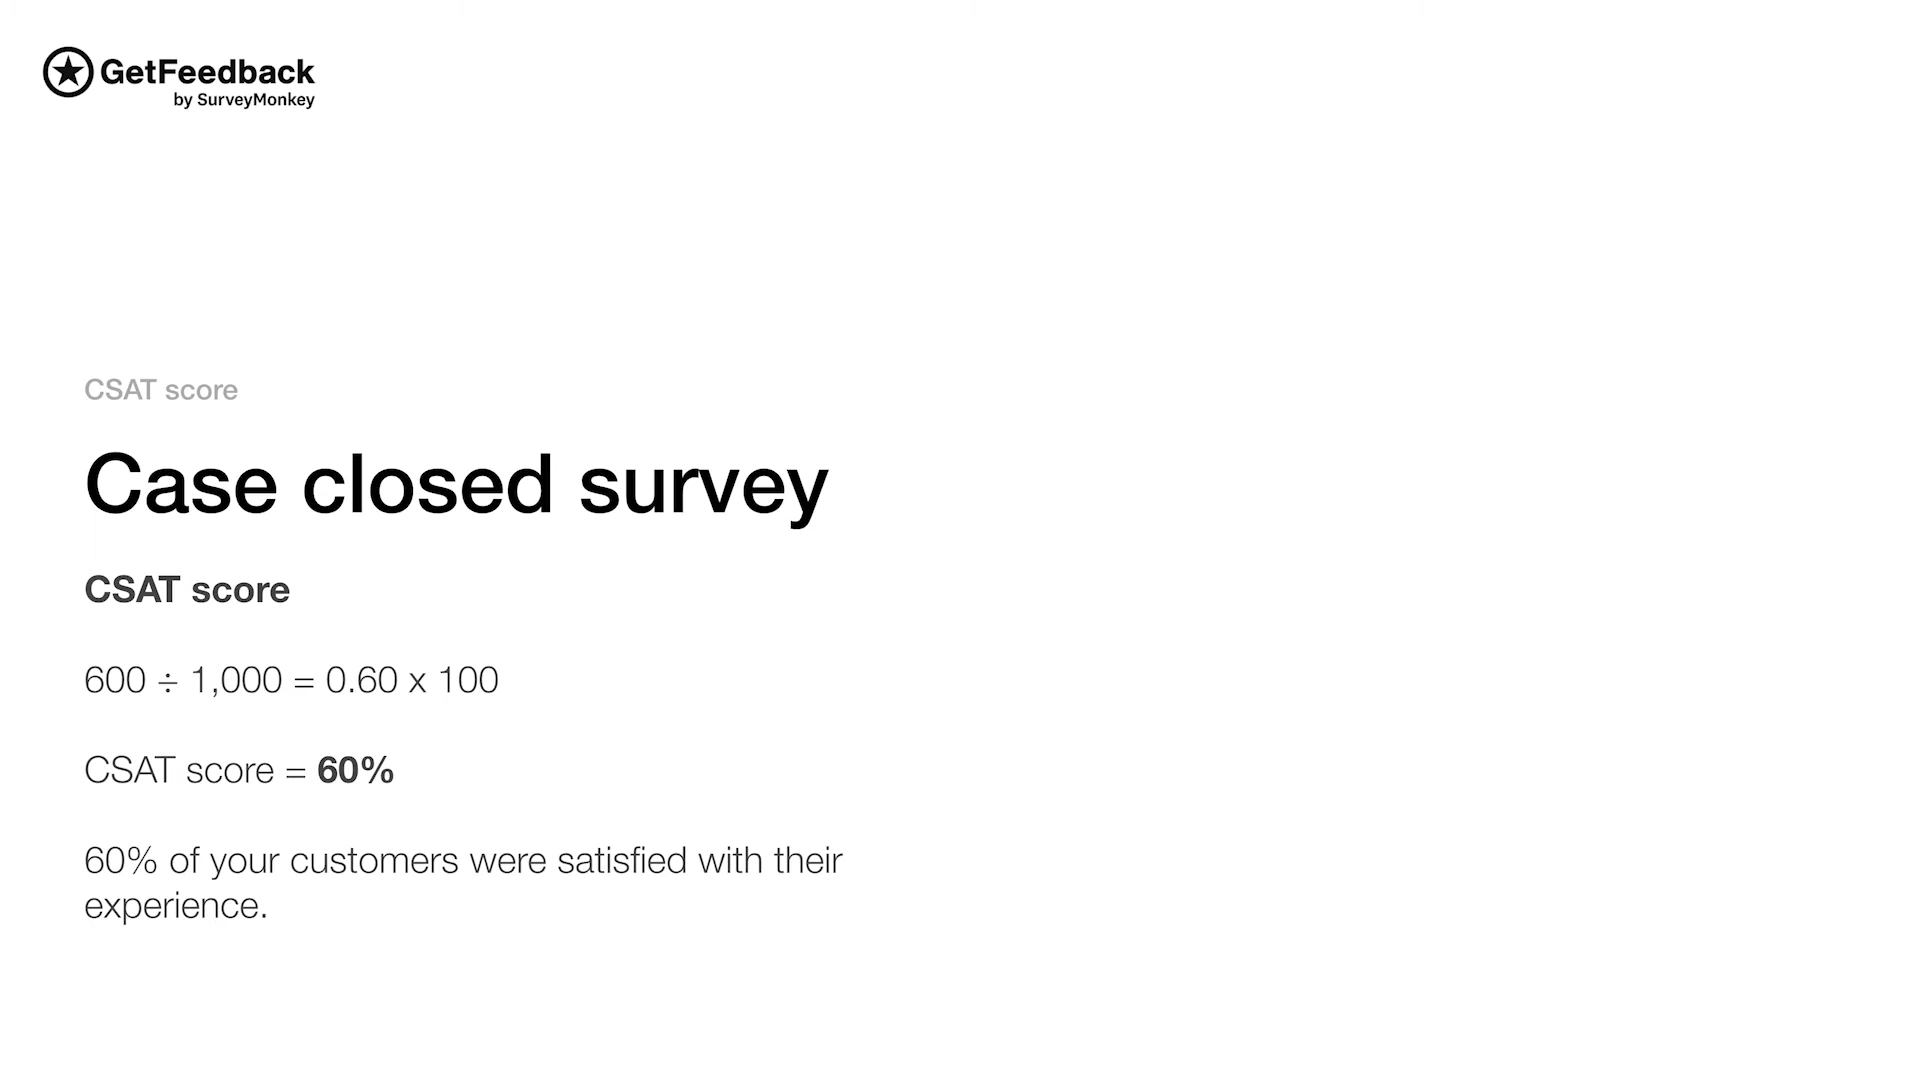 GetFeedback
by SurveyMonkey
CSAT score
Case closed survey
CSAT score
600 ÷ 1,000 = 0.60 x 100
CSAT score = 60%
60% of your customers were satisfied with their
experience.